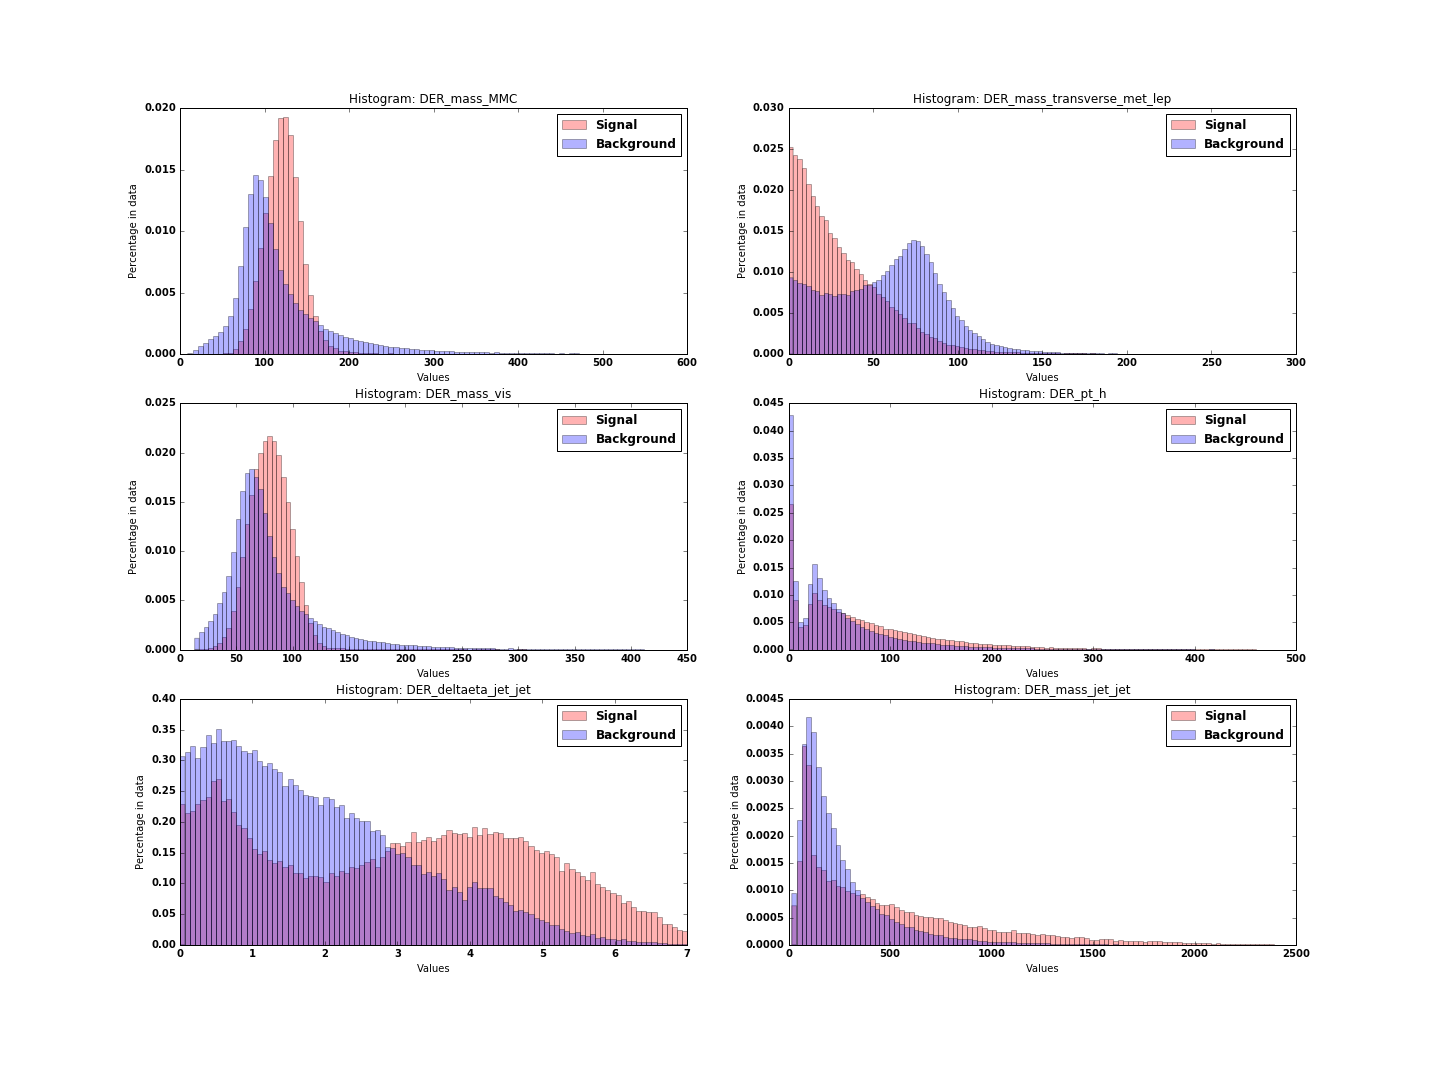 Histogram: DER_mass_MMC
0.020
0.015
0.010
0.005
0.000
Percentage in data
Signal
Background
0 100 200 300 400 500 600
Values
Histogram: DER_mass_transverse_met_lep
0.030
0.025
0.020
0.015
0.010
0.005
0.000
Percentage in data
Signal
Background
0 50 100 150 200 250 300
Values
Histogram: DER_mass_vis
0.025
0.020
0.015
0.010
0.005
0.000
Percentage in data
Signal
Background
0 50 100 150 200 250 300 350 400 450
Values
Histogram: DER_pt_h
0.045
0.040
0.035
0.030
0.025
0.020
0.015
0.010
0.005
0.000
Percentage in data
Signal
Background
0 100 200 300 400 500
Values
Histogram: DER_deltaeta_jet_jet
0.40
0.35
0.30
0.25
0.20
0.15
0.10
0.05
0.00
Percentage in data
Signal
Background
0 1 2 3 4 5 6 7
Values
Histogram: DER_mass_jet_jet
0.0045
0.0040
0.0035
0.0030
0.0025
0.0020
0.0015
0.0010
0.0005
0.0000
Percentage in data
Signal
Background
0 500 1000 1500 2000 2500
Values